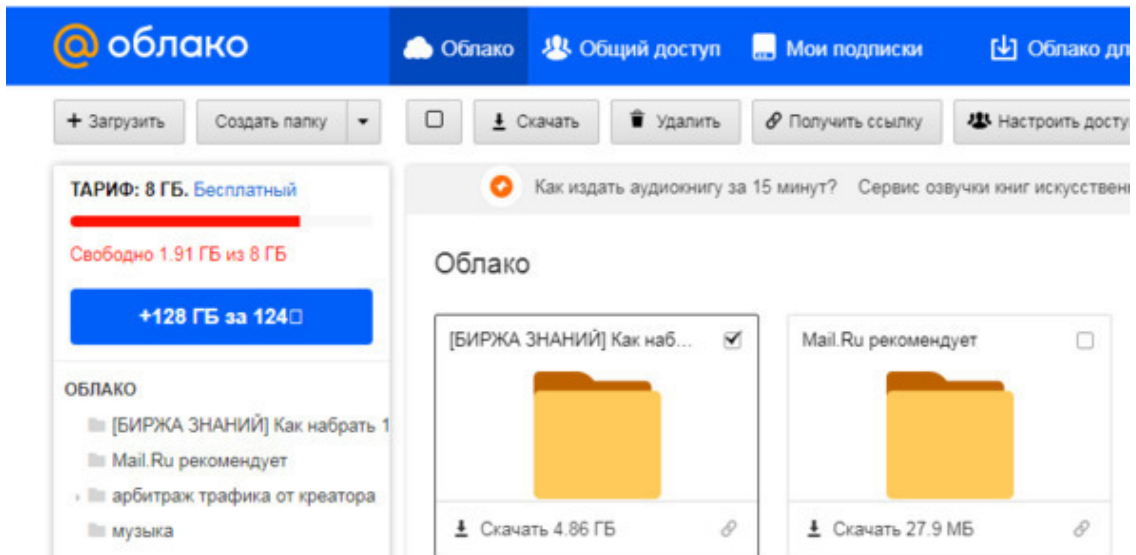 @облако
Облако Общий доступ Мои подписки Облако дл
+ Загрузить Создать папку Скачать Удалить Получить ссылку Настроить досту
ТАРИФ: 8 ГБ. Бесплатный
Как издать аудиокнигу за 15 минут? Сервис озвучки книг искусствен
Свободно 1.91 ГБ из 8 ГБ
Облако
+128 ГБ за 124□
[БИРЖА ЗНАНИЙ] Как наб... Mail.Ru рекомендует
ОБЛАКО
[БИРЖА ЗНАНИЙ] Как набрать 1
Mail.Ru рекомендует
арбитраж трафика от креатора
музыка
Скачать 4.86 ГБ Скачать 27.9 МБ